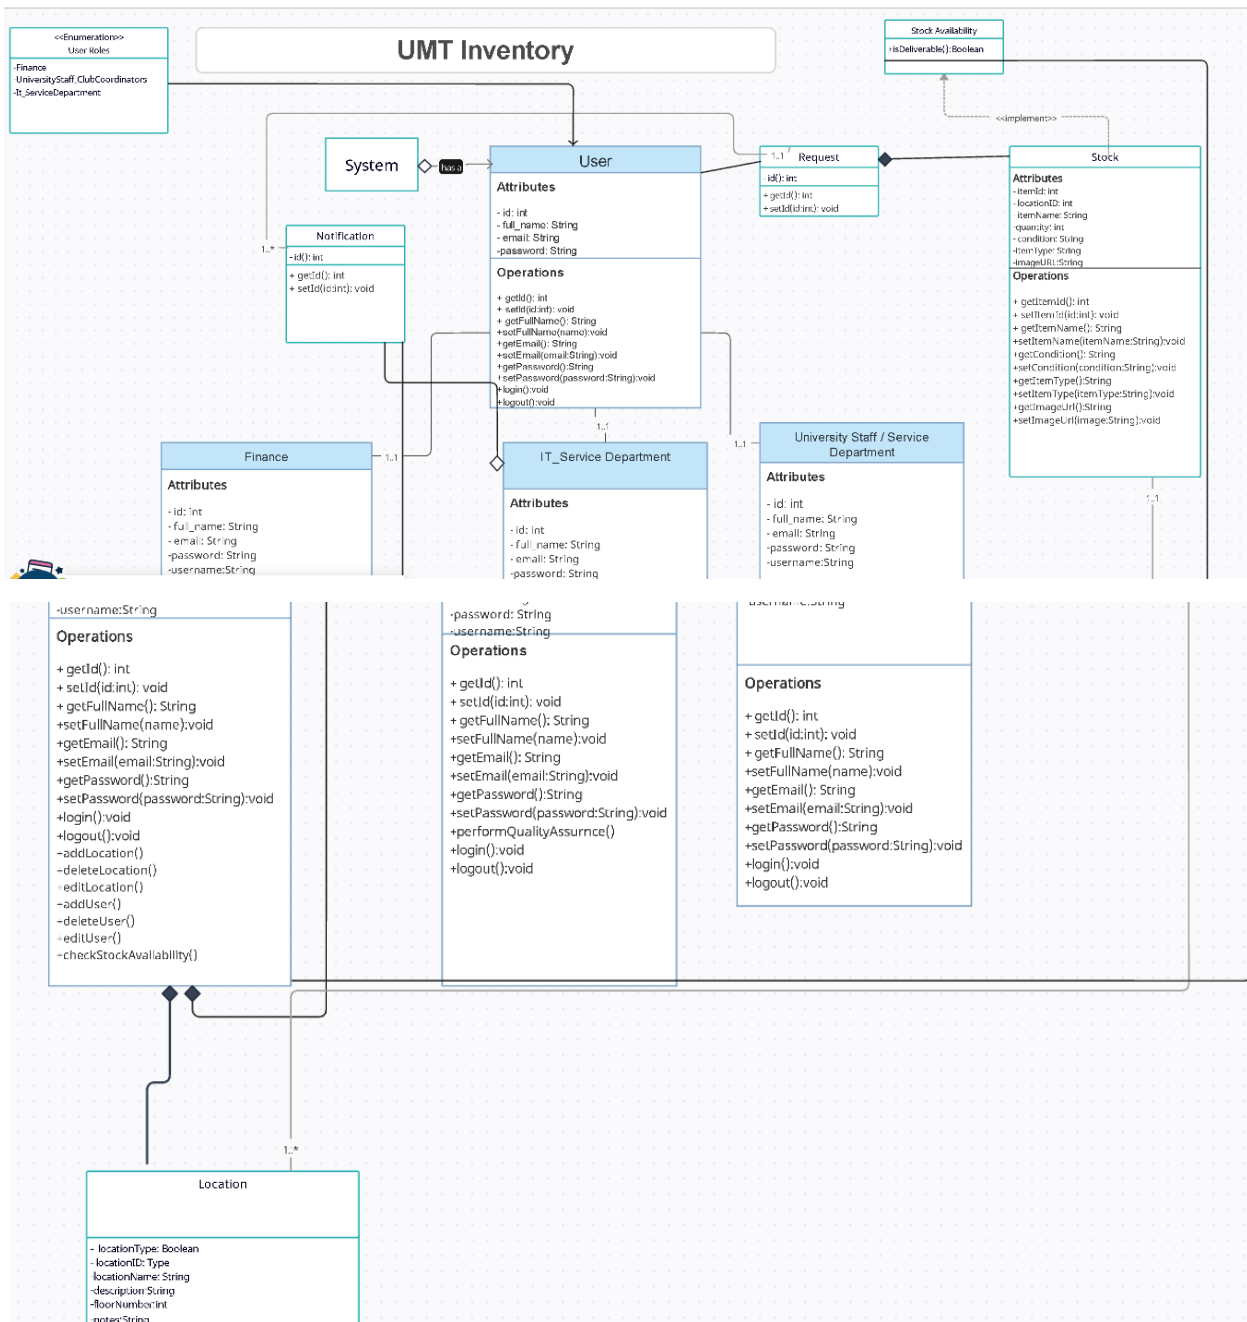 <<Enumeration>>
User Roles
-Finance
-UniversityStaff_ClubCoordinators
-It_ServiceDepartment
UMT Inventory
Stock Availability
+isDeliverable():Boolean
<<implement>>
System
has a
User
Attributes
- id: int
- full_name: String
- email: String
-password: String
Operations
+ getId(): int
+ setId(id:int): void
+ getFullName(): String
+setFullName(name):void
+getEmail(): String
+setEmail(email:String):void
+getPassword():String
+setPassword(password:String):void
+login():void
+logout():void
1..1
Request
-id(): int
+ getId(): int
+ setId(id:int): void
Stock
Attributes
- itemId: int
- locationID: int
itemName: String
-quantity: int
- condition: String
-itemType: String
-imageURL:String
Operations
+ getItemId(): int
+ setItemId(id:int): void
+ getItemName(): String
+setItemName(itemName:String):void
+getCondition(): String
+setCondition(condition:String):void
+getItemType():String
+setItemType(itemType:String):void
+getImageUrl():String
+setImageUrl(image:String):void
1..1
1..*
Notification
-id(): int
+ getId(): int
+ setId(id:int): void
1..1
1..1
1..1
Finance
Attributes
- id: int
- full_name: String
- email: String
-password: String
-username:String
IT_Service Department
Attributes
- id: int
- full_name: String
- email: String
-password: String
University Staff / Service
Department
Attributes
- id: int
- full_name: String
- email: String
-password: String
-username:String
-username:String
Operations
+ getId(): int
+ setId(id:int): void
+ getFullName(): String
+setFullName(name):void
+getEmail(): String
+setEmail(email:String):void
+getPassword():String
+setPassword(password:String):void
+login():void
+logout():void
+addLocation()
+deleteLocation()
+editLocation()
+addUser()
+deleteUser()
+editUser()
+checkStockAvailability()
-password: String
-username:String
Operations
+ getId(): int
+ setId(id:int): void
+ getFullName(): String
+setFullName(name):void
+getEmail(): String
+setEmail(email:String):void
+getPassword():String
+setPassword(password:String):void
+performQualityAssurnce()
+login():void
+logout():void
username:String
Operations
+ getId(): int
+ setId(id:int): void
+ getFullName(): String
+setFullName(name):void
+getEmail(): String
+setEmail(email:String):void
+getPassword():String
+setPassword(password:String):void
+login():void
+logout():void
1..*
Location
- locationType: Boolean
- locationID: Type
-locationName: String
-description:String
-floorNumber:int
-notes:String